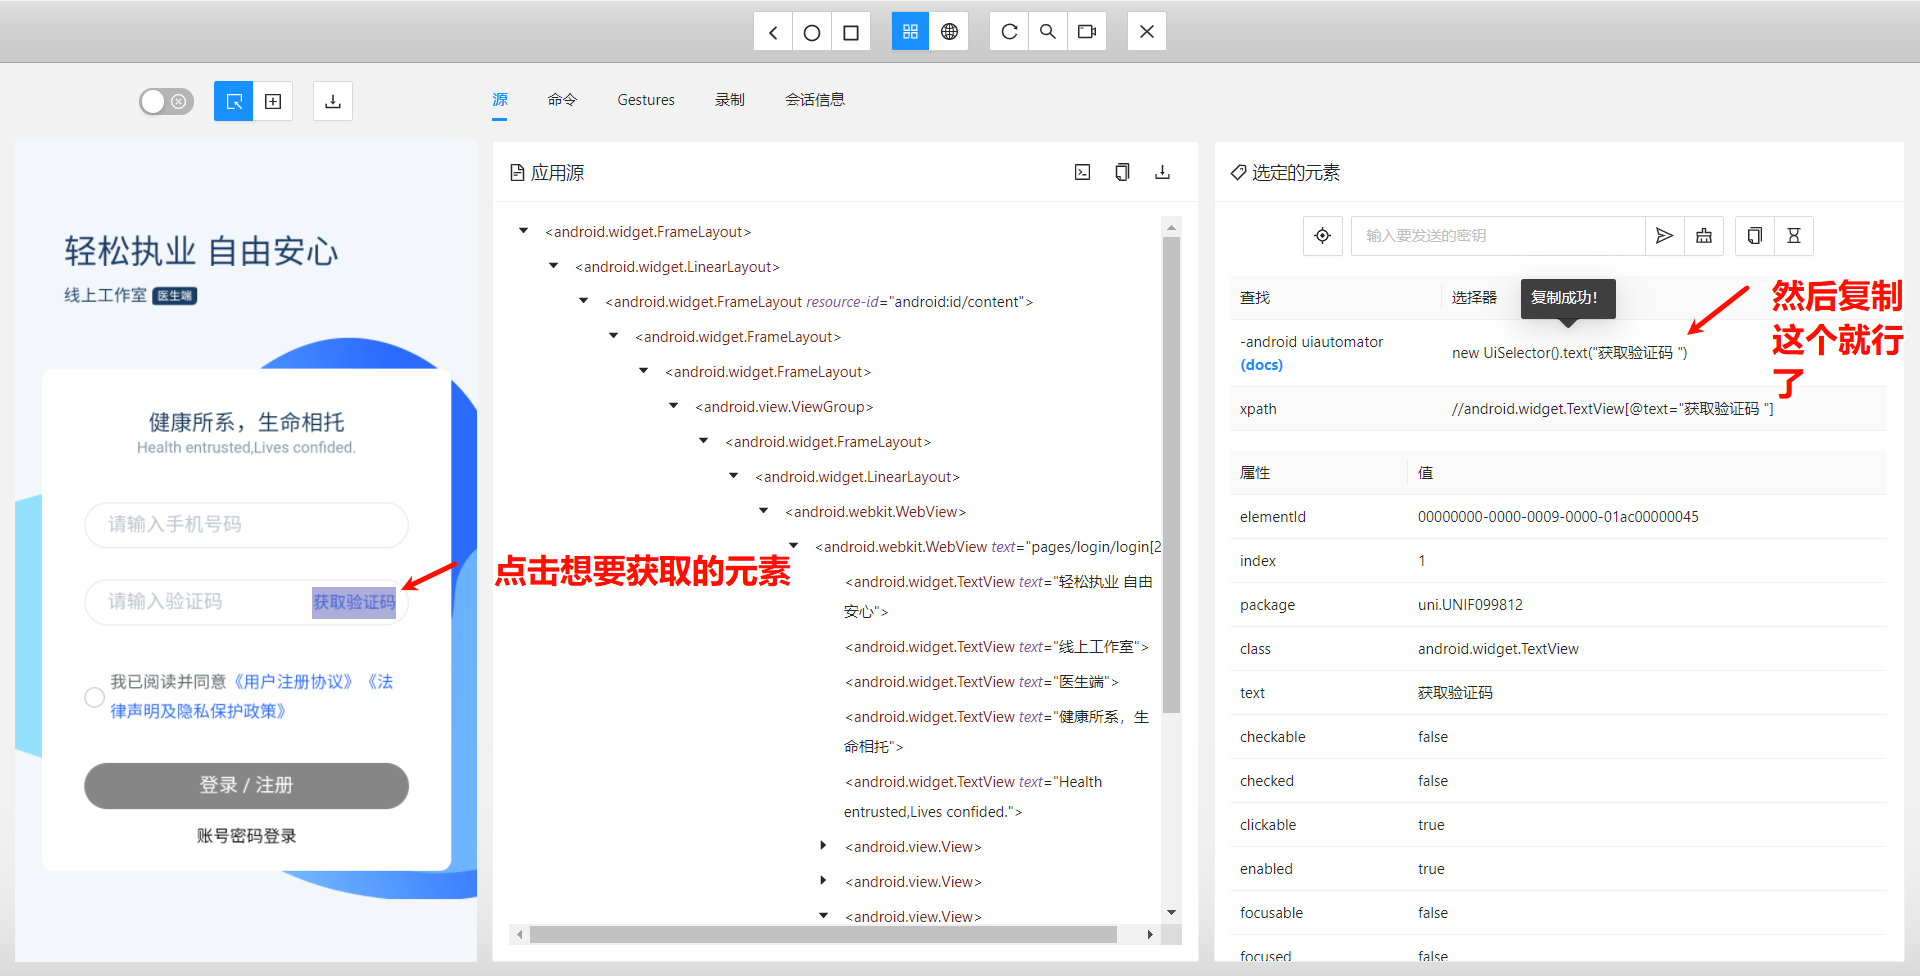 源 命令 Gestures 录制 会话信息
轻松执业 自由安心
线上工作室 医生端
健康所系，生命相托
Health entrusted,Lives confided.
请输入手机号码
请输入验证码 获取验证码
我已阅读并同意《用户注册协议》《法
律声明及隐私保护政策》
登录 / 注册
账号密码登录
点击想要获取的元素
应用源
<android.widget.FrameLayout>
<android.widget.LinearLayout>
<android.widget.FrameLayout resource-id="android:id/content">
<android.widget.FrameLayout>
<android.widget.FrameLayout>
<android.view.ViewGroup>
<android.widget.FrameLayout>
<android.widget.LinearLayout>
<android.webkit.WebView>
<android.webkit.WebView text="pages/login/login[2
<android.widget.TextView text="轻松执业 自由
安心">
<android.widget.TextView text="线上工作室">
<android.widget.TextView text="医生端">
<android.widget.TextView text="健康所系，生
命相托">
<android.widget.TextView text="Health
entrusted,Lives confided.">
<android.view.View>
<android.view.View>
<android.view.View>
选定的元素
输入要发送的密钥
查找 选择器
复制成功!
-android uiautomator
(docs)
new UiSelector().text("获取验证码 ")
xpath //android.widget.TextView[@text="获取验证码 "]
然后复制
这个就行
了
属性 值
elementId 00000000-0000-0009-0000-01ac00000045
index 1
package uni.UNIF099812
class android.widget.TextView
text 获取验证码
checkable false
checked false
clickable true
enabled true
focusable false
focused false